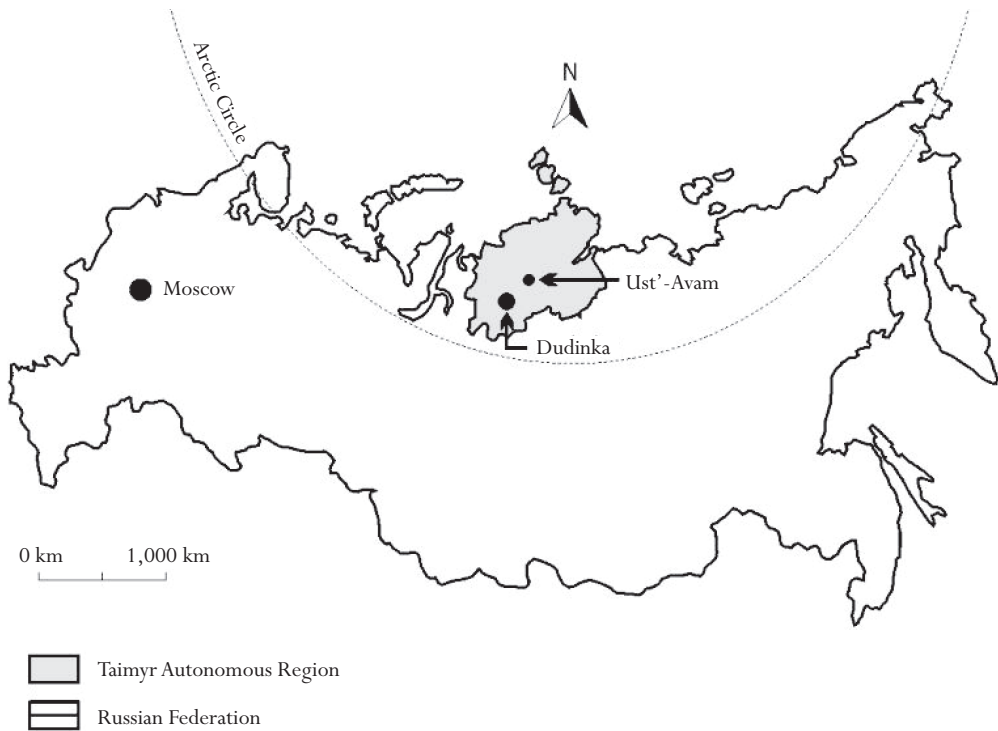 Arctic Circle
N
Moscow
Ust’-Avam
Dudinka
0 km 1,000 km
Taimyr Autonomous Region
Russian Federation